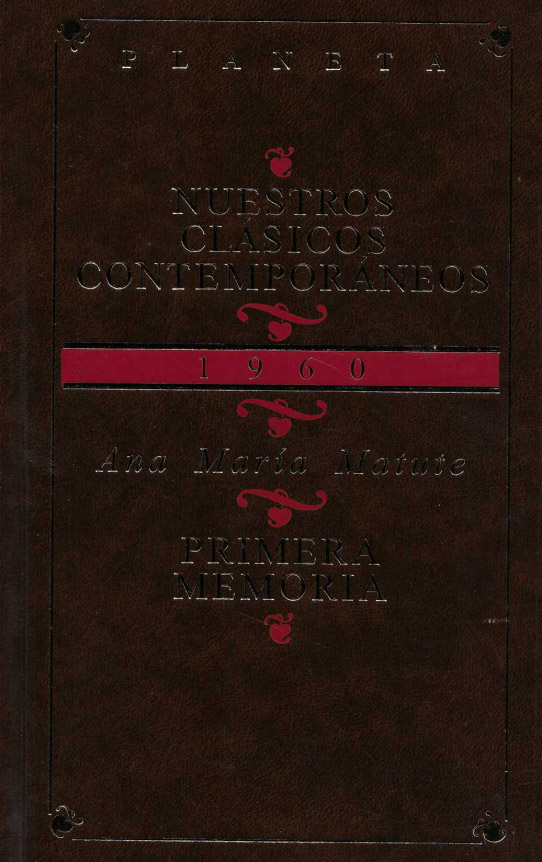 PLANETA
NUESTROS
CLÁSICOS
CONTEMPORÁNEOS
1960
Ana María Matute
PRIMERA
MEMORIA